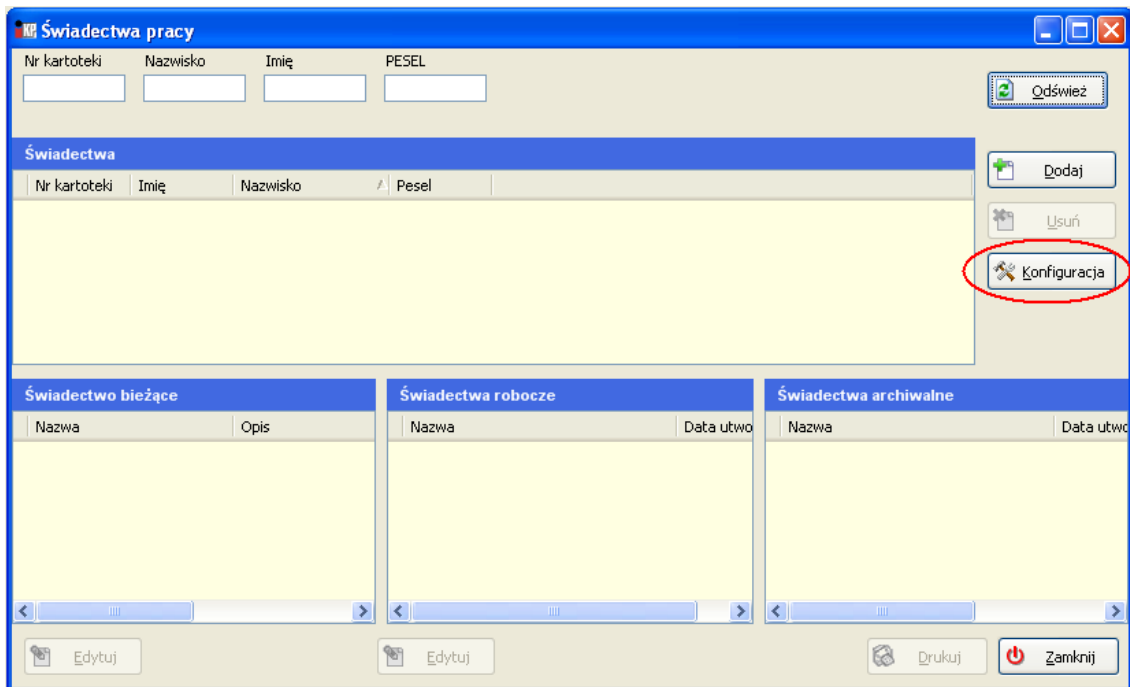 KP Świadectwa pracy
Nr kartoteki Nazwisko Imię PESEL
Odśwież
Świadectwa
Dodaj
Nr kartoteki Imię Nazwisko Pesel
Usuń
Konfiguracja
Świadectwo bieżące Świadectwa robocze Świadectwa archiwalne
Nazwa Opis Nazwa Data utwo Nazwa Data utwo
Edytuj Edytuj Drukuj Zamknij